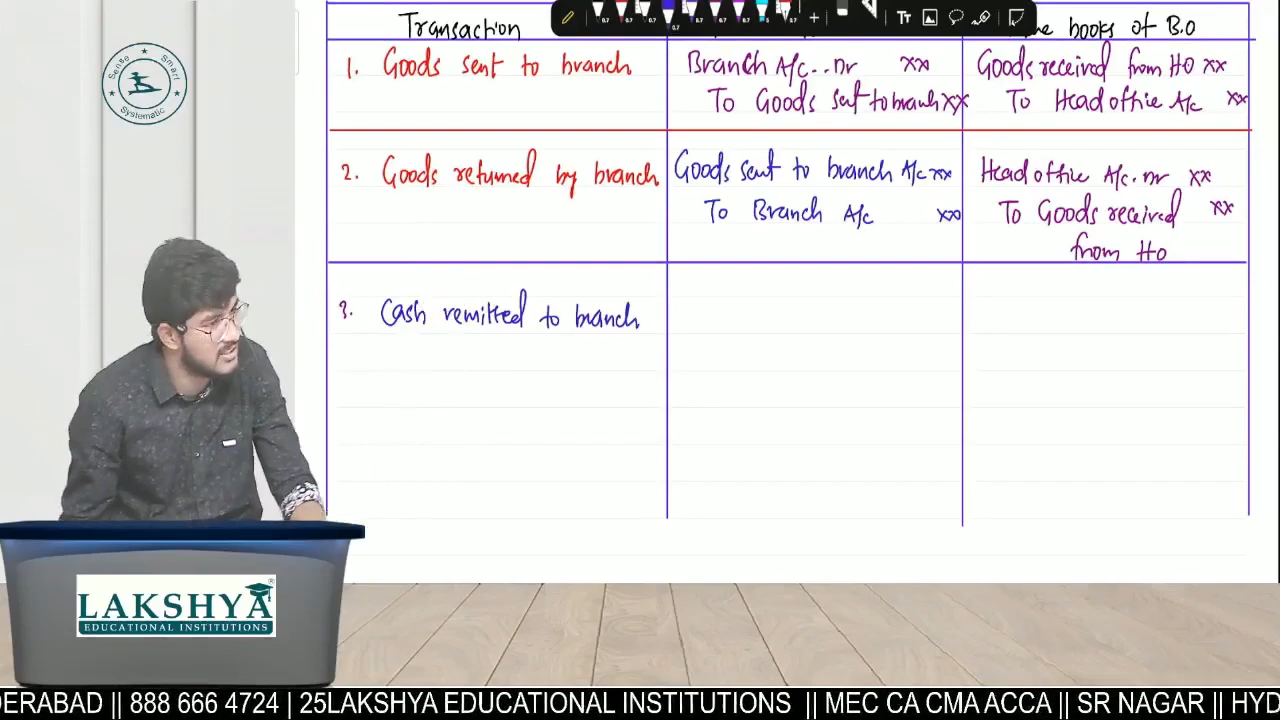 Transaction
books of B.O
1. Goods sent to branch
Branch A/c..Dr xx
To Goods sent to branch xx
Goods received from HO xx
To Head office A/c xx
2. Goods returned by branch
Goods sent to branch A/c xx
To Branch A/c xx
Head office A/c.Dr xx
To Goods received xx
from HO
3. Cash remitted to branch
Sense
Smart
Systematic
LAKSHYA
EDUCATIONAL INSTITUTIONS
DERABAD || 888 666 4724 | 25LAKSHYA EDUCATIONAL INSTITUTIONS || MEC CA CMA ACCA || SR NAGAR || HYD